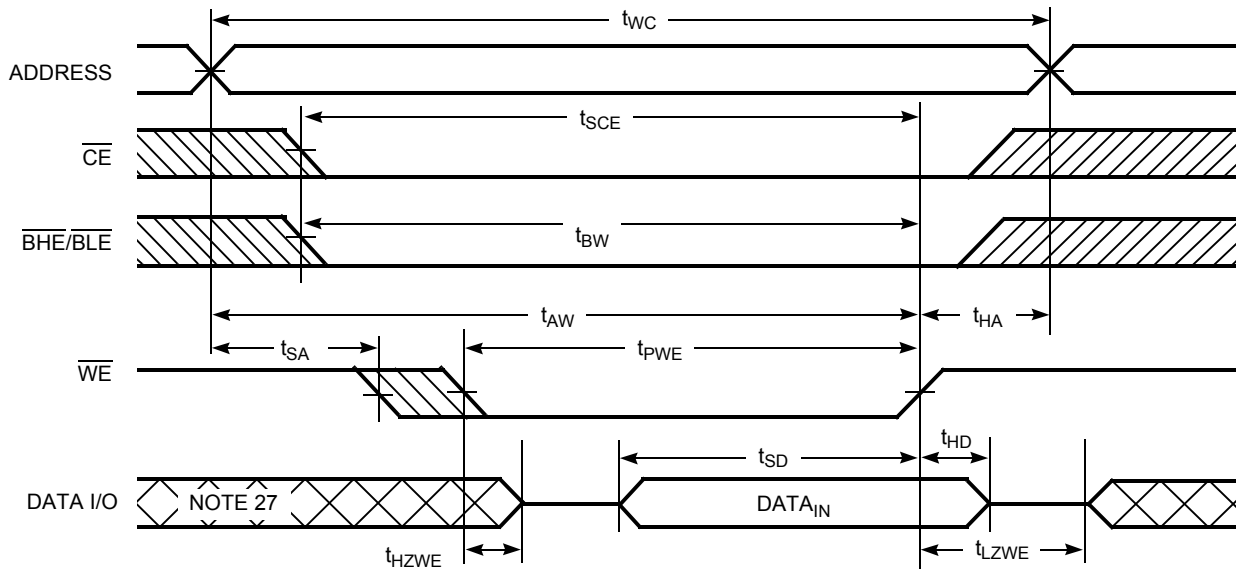 tWC
ADDRESS
tSCE
CE
BHE/BLE
tBW
tAW
tHA
tSA
tPWE
WE
tHD
tSD
DATA I/O
NOTE 27
DATAIN
tHZWE
tLZWE